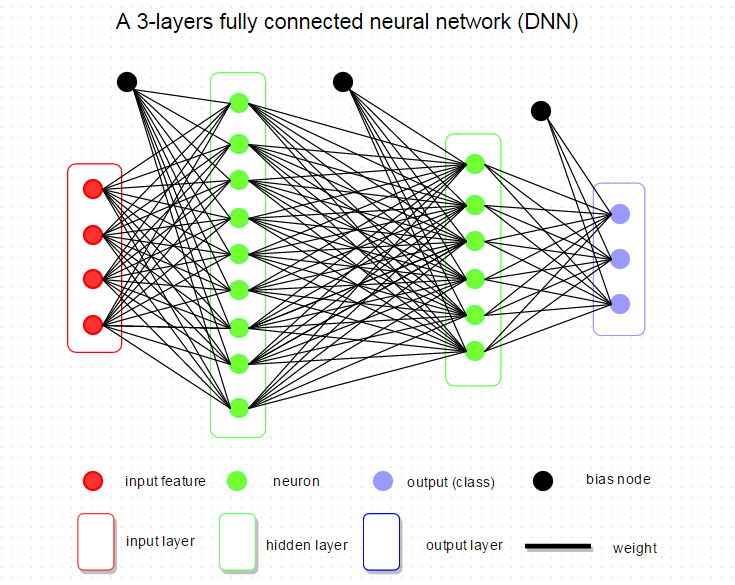 A 3-layers fully connected neural network (DNN)
input feature
neuron
output (class)
bias node
input layer
hidden layer
output layer
weight